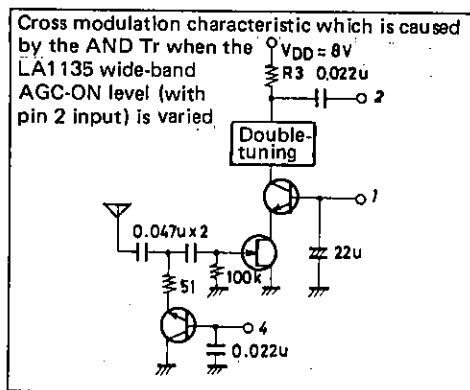 Cross modulation characteristic which is caused
by the AND Tr when the
LA1135 wide-band
AGC-ON level (with
pin 2 input) is varied
VDD = 8V
R3 0.022u
2
Double-
tuning
1
0.047u x 2
100k
22u
51
4
0.022u